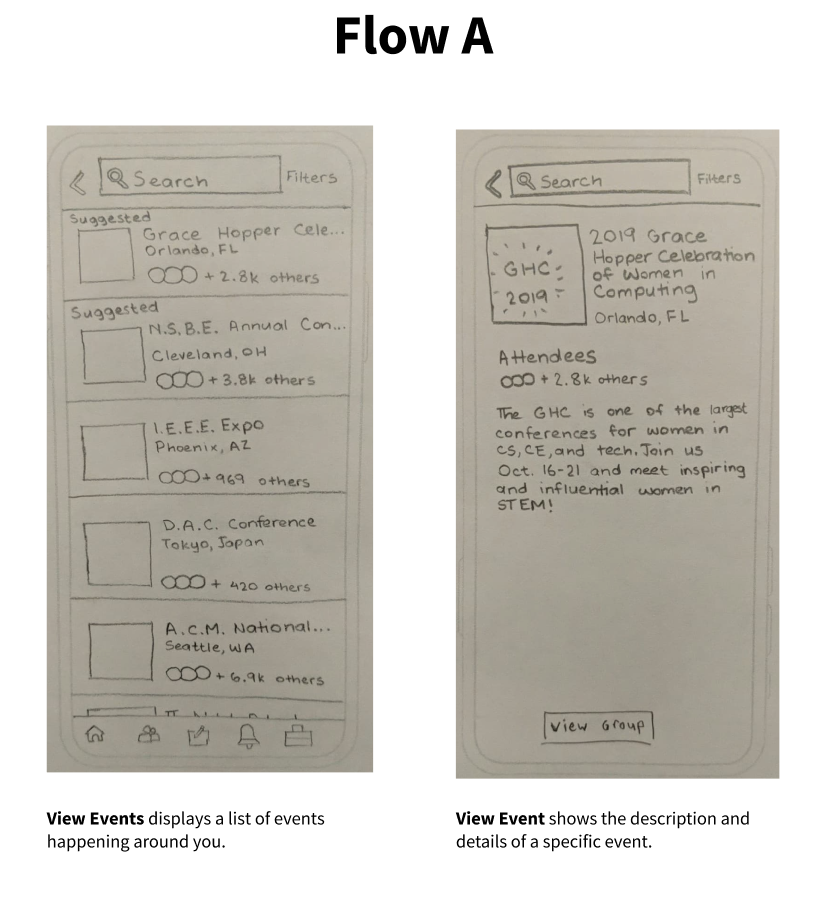 Flow A
Search
Filters
Suggested
Grace Hopper Cele...
Orlando, FL
+ 2.8k others
Suggested
N.S.B.E. Annual Con...
Cleveland, OH
+ 3.8k others
I.E.E.E. Expo
Phoenix, AZ
+ 969 others
D.A.C. Conference
Tokyo, Japan
+ 420 others
A.C.M. National...
Seattle, WA
+ 6.9k others
View Events displays a list of events
happening around you.
Search
Filters
GHC
2019
2019 Grace
Hopper Celebration
of Women in
Computing
Orlando, FL
Attendees
+ 2.8k others
The GHC is one of the largest
conferences for women in
CS, CE, and tech. Join us
Oct. 16-21 and meet inspiring
and influential women in
STEM!
View Group
View Event shows the description and
details of a specific event.